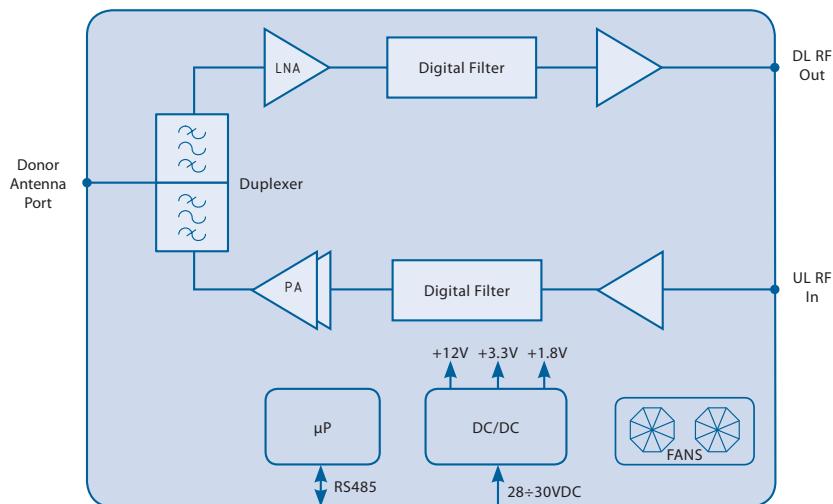 LNA
Digital Filter
DL RF
Out
Donor
Antenna
Port
Duplexer
PA
Digital Filter
UL RF
In
+12V
+3.3V
+1.8V
μP
DC/DC
FANS
RS485
28÷30VDC